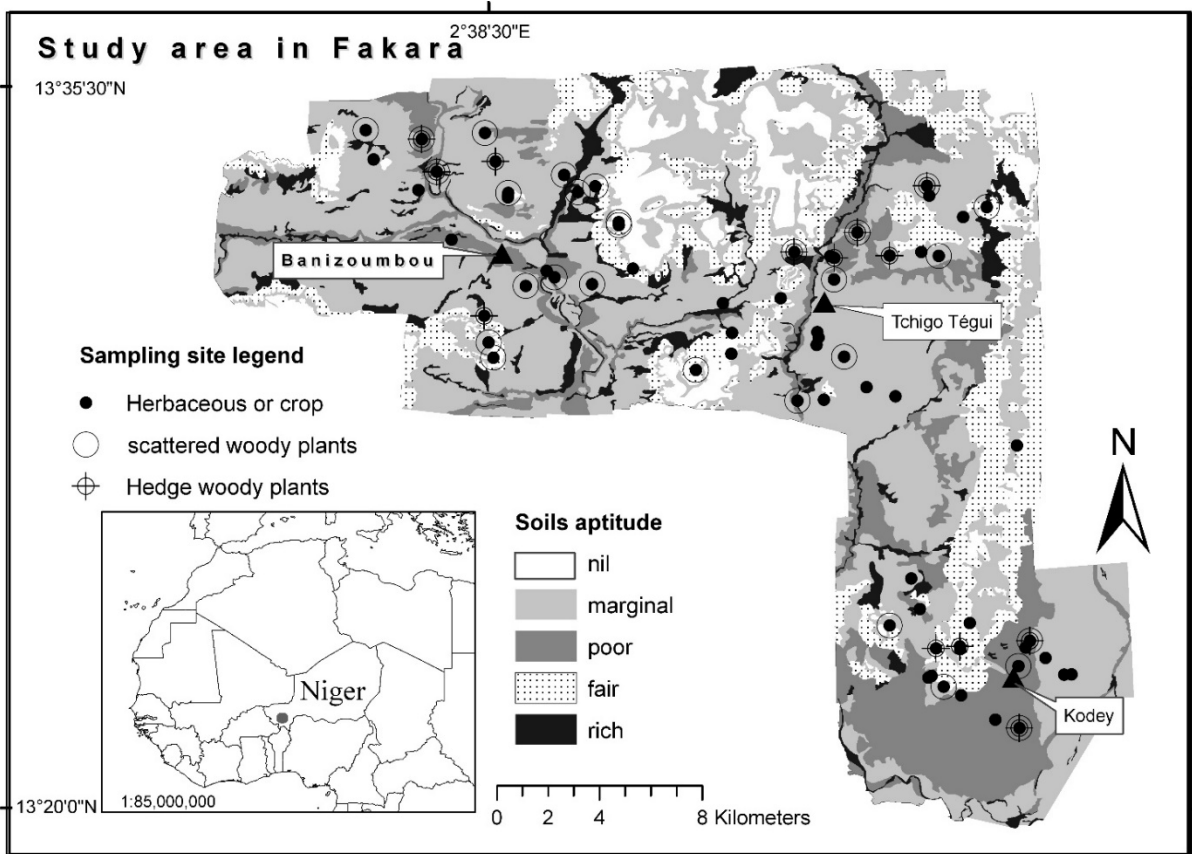 2°38'30"E
Study area in Fakara
13°35'30"N
Banizoumbou
Tchigo Tégui
Sampling site legend
Herbaceous or crop
scattered woody plants
Hedge woody plants
N
Soils aptitude
nil
marginal
poor
fair
rich
Niger
Kodey
1:85,000,000
13°20'0"N
0 2 4 8 Kilometers